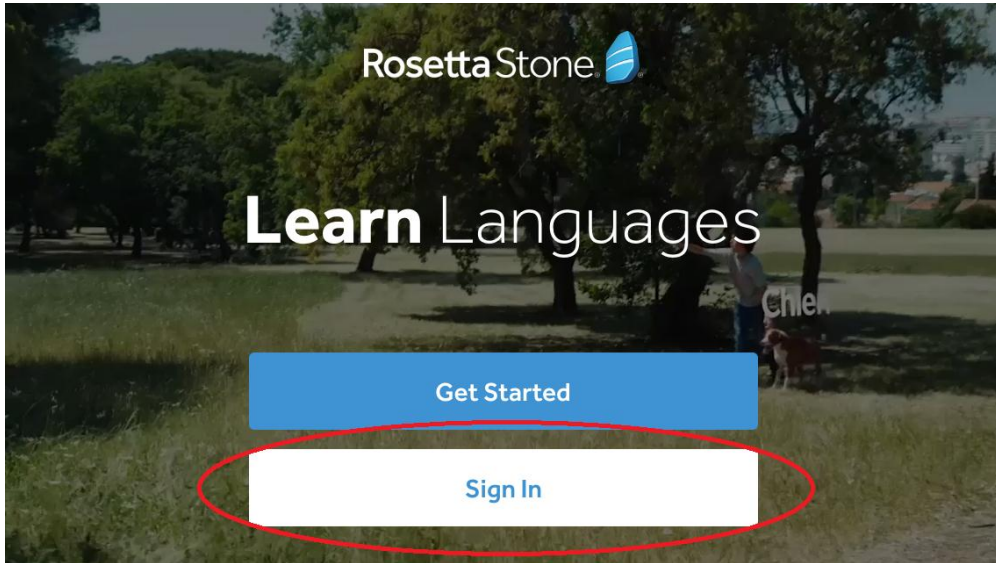 Rosetta Stone
Learn Languages
Chien
Get Started
Sign In